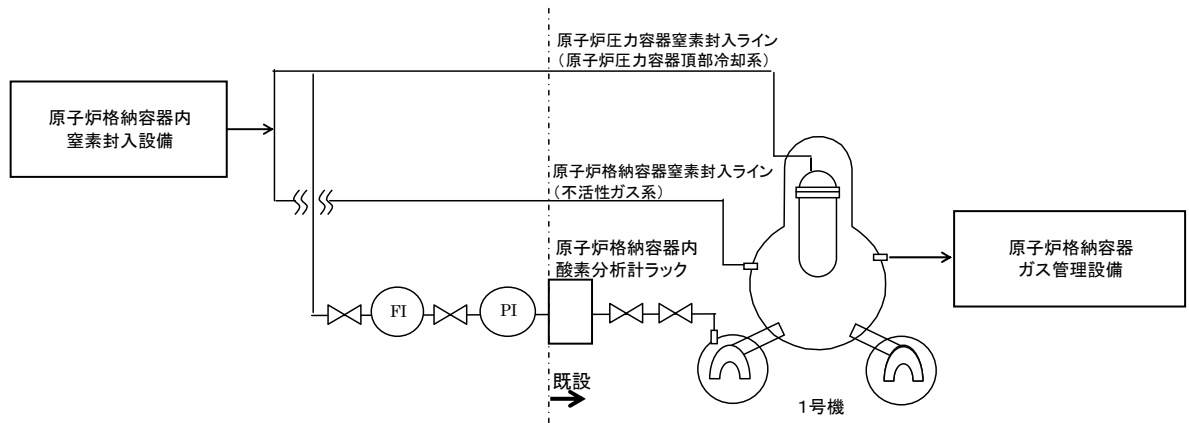 原子炉圧力容器窒素封入ライン
（原子炉圧力容器頂部冷却系）
原子炉格納容器内
窒素封入設備
原子炉格納容器窒素封入ライン
（不活性ガス系）
原子炉格納容器
ガス管理設備
原子炉格納容器内
酸素分析計ラック
FI
PI
既設
1号機